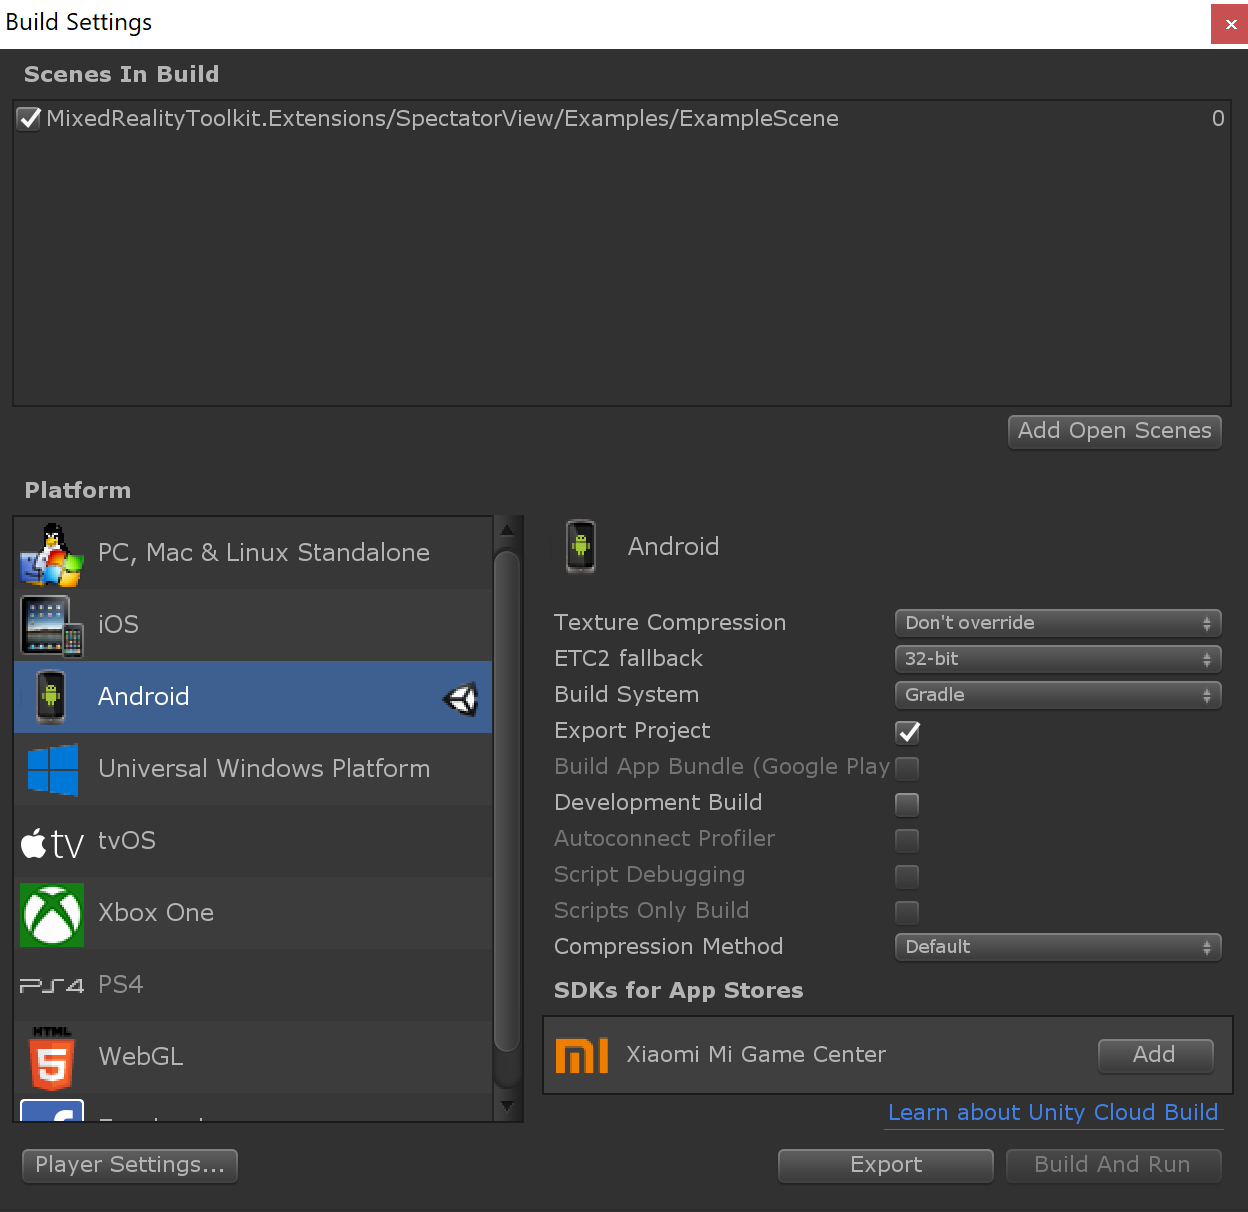 Build Settings
Scenes In Build
MixedRealityToolkit.Extensions/SpectatorView/Examples/ExampleScene 0
Add Open Scenes
Platform
PC, Mac & Linux Standalone
iOS
Android
Universal Windows Platform
tv tvOS
Xbox One
PS4 PS4
HTML 5 WebGL
Android
Texture Compression Don't override
ETC2 fallback 32-bit
Build System Gradle
Export Project
Build App Bundle (Google Play
Development Build
Autoconnect Profiler
Script Debugging
Scripts Only Build
Compression Method Default
SDKs for App Stores
Xiaomi Mi Game Center Add
Learn about Unity Cloud Build
Player Settings...
Export
Build And Run